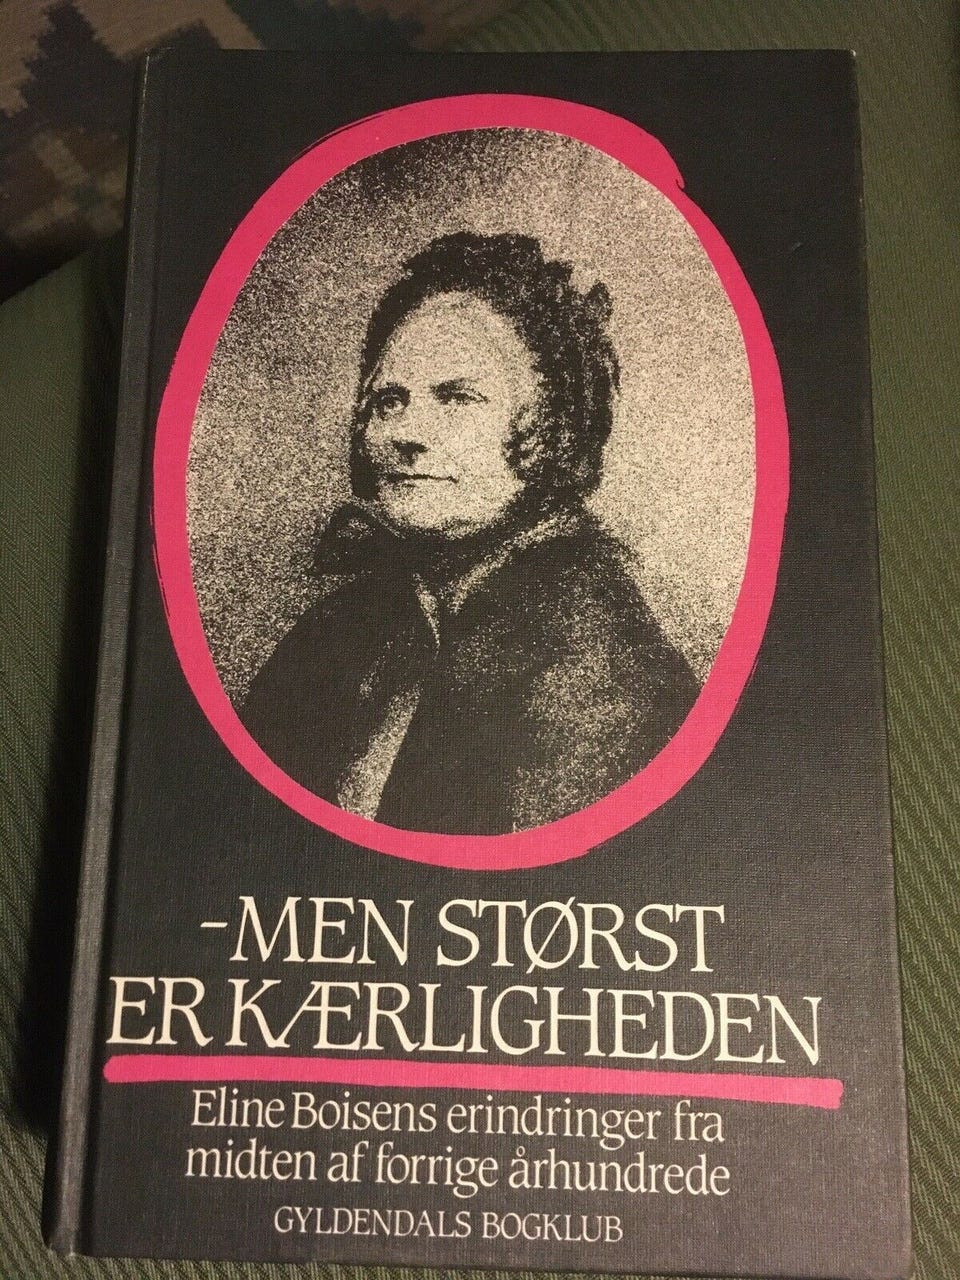 -MEN STØRST
ER KÆRLIGHEDEN
Eline Boisens erindringer fra
midten af forrige århundrede
GYLDENDALS BOGKLUB